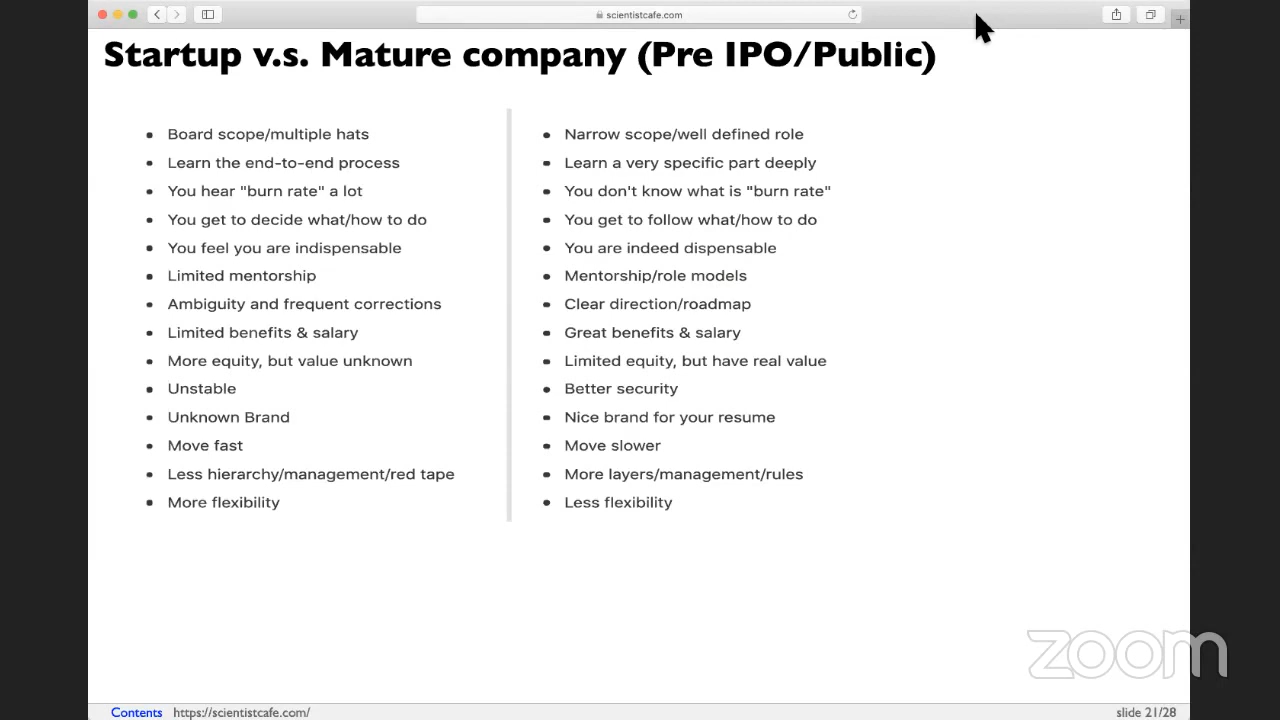 scientistcafe.com
Startup v.s. Mature company (Pre IPO/Public)
Board scope/multiple hats
Learn the end-to-end process
You hear "burn rate" a lot
You get to decide what/how to do
You feel you are indispensable
Limited mentorship
Ambiguity and frequent corrections
Limited benefits & salary
More equity, but value unknown
Unstable
Unknown Brand
Move fast
Less hierarchy/management/red tape
More flexibility
Narrow scope/well defined role
Learn a very specific part deeply
You don't know what is "burn rate"
You get to follow what/how to do
You are indeed dispensable
Mentorship/role models
Clear direction/roadmap
Great benefits & salary
Limited equity, but have real value
Better security
Nice brand for your resume
Move slower
More layers/management/rules
Less flexibility
zoom
Contents https://scientistcafe.com/
slide 21/28